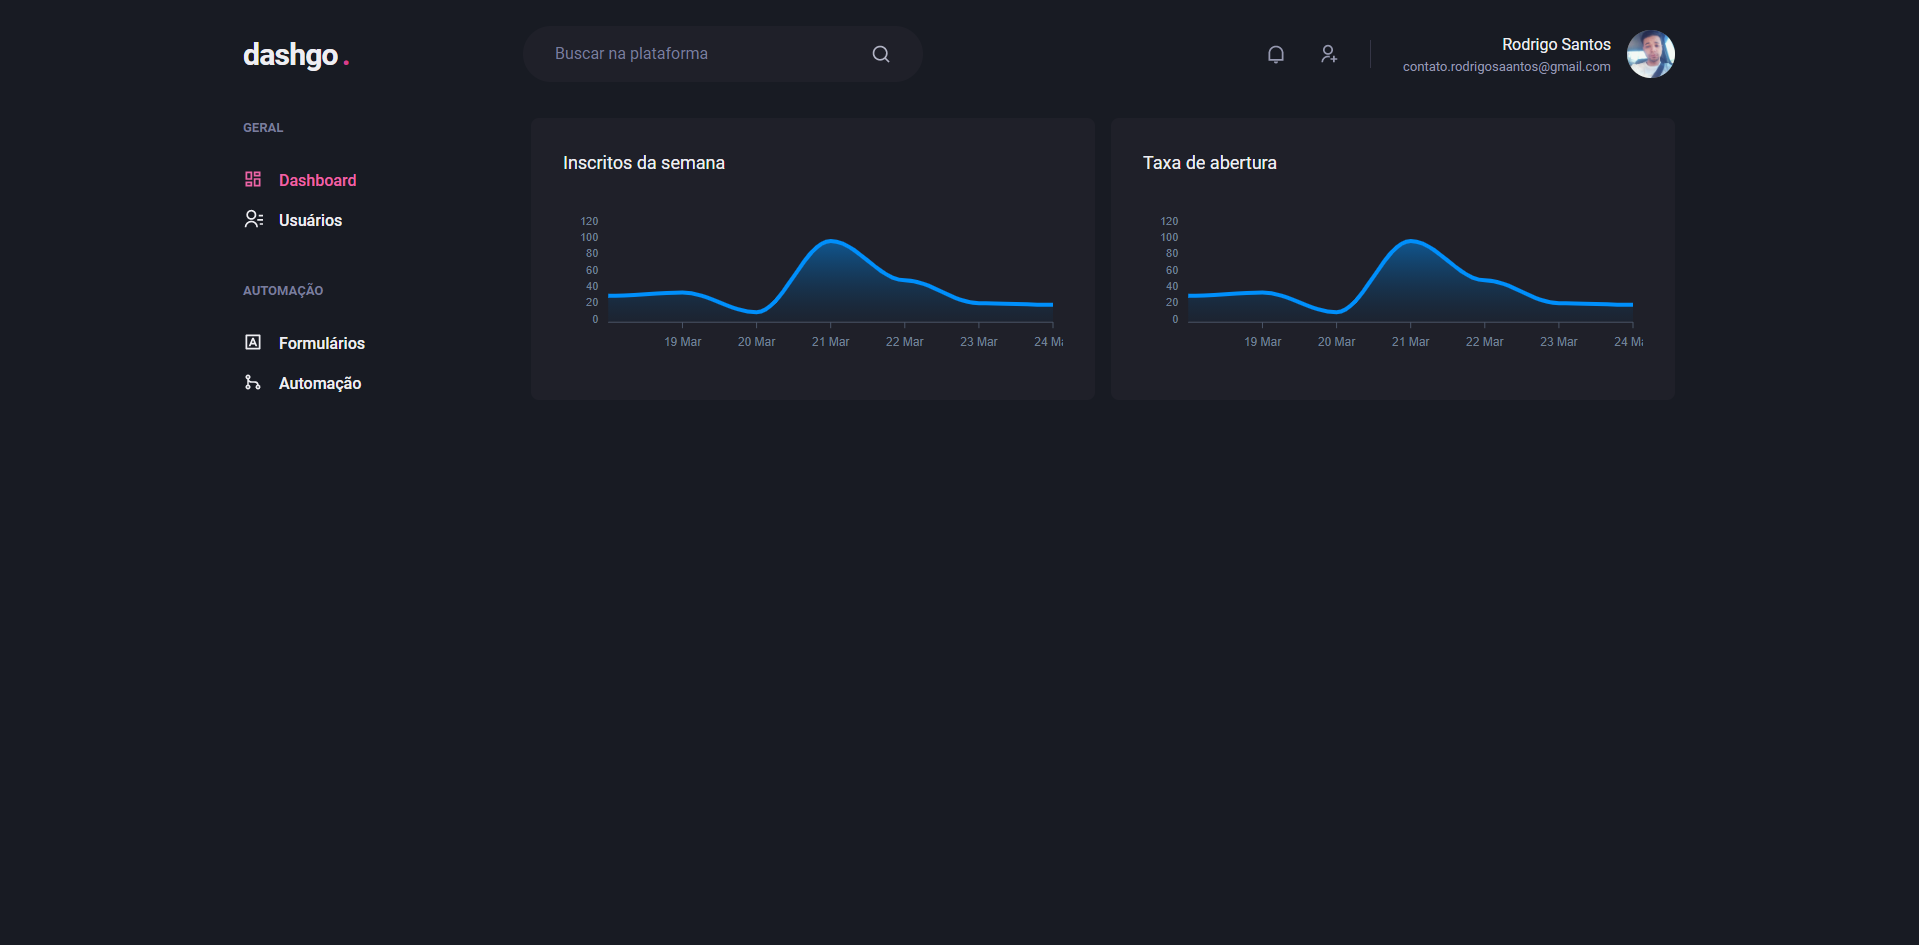 dashgo.
Buscar na plataforma
Rodrigo Santos
contato.rodrigosaantos@gmail.com
GERAL
Dashboard
Usuários
AUTOMAÇÃO
Formulários
Automação
Inscritos da semana
120
100
80
60
40
20
0
19 Mar 20 Mar 21 Mar 22 Mar 23 Mar 24 M
Taxa de abertura
120
100
80
60
40
20
0
19 Mar 20 Mar 21 Mar 22 Mar 23 Mar 24 M